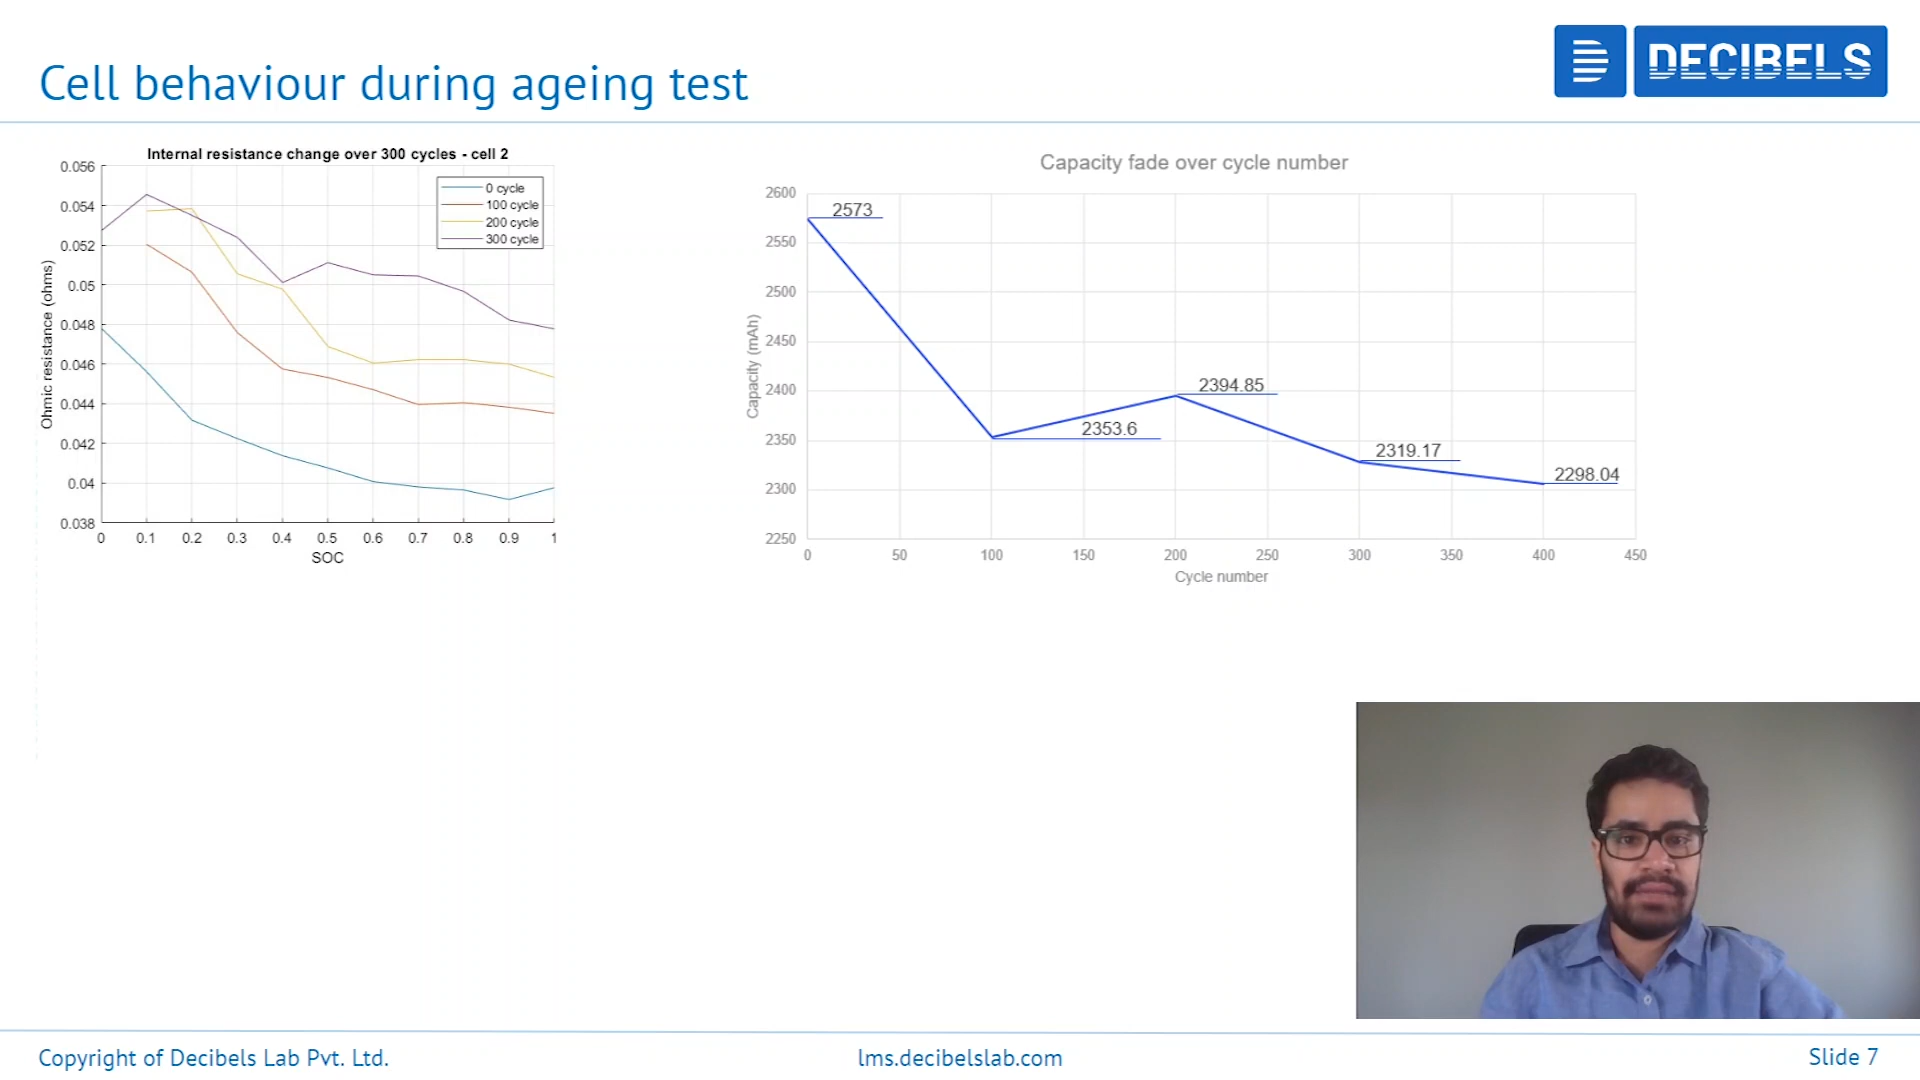 Cell behaviour during ageing test
DECIBELS
Internal resistance change over 300 cycles - cell 2
0.056
0.054
0.052
0.05
0.048
0.046
0.044
0.042
0.04
0.038
Ohmic resistance (ohms)
0 cycle
100 cycle
200 cycle
300 cycle
0 0.1 0.2 0.3 0.4 0.5 0.6 0.7 0.8 0.9 1
SOC
Capacity fade over cycle number
2600
2550
2500
2450
2400
2350
2300
2250
Capacity (mAh)
2573
2353.6
2394.85
2319.17
2298.04
0 50 100 150 200 250 300 350 400 450
Cycle number
Copyright of Decibels Lab Pvt. Ltd.
lms.decibelslab.com
Slide 7